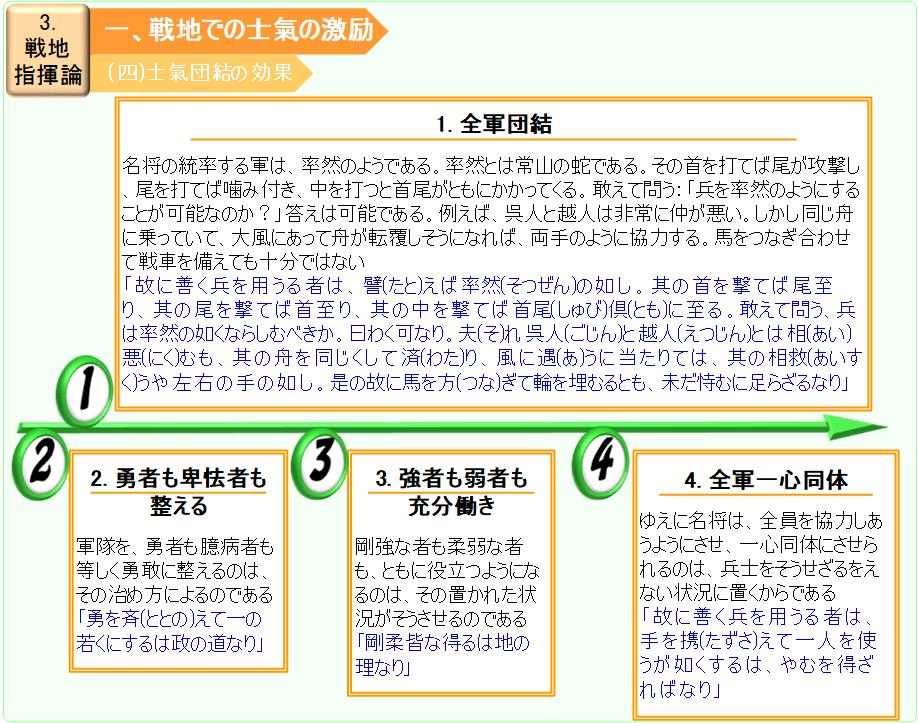 3.
戦地
指揮論
一、戦地での士氣の激励
(四)士氣団結の効果
1. 全軍団結
名将の統率する軍は、率然のようである。率然とは常山の蛇である。その首を打てば尾が攻撃し
、尾を打てば噛み付き、中を打つと首尾がともにかかってくる。敢えて問う：「兵を率然のようにする
ことが可能なのか？」答えは可能である。例えば、呉人と越人は非常に仲が悪い。しかし同じ舟
に乗っていて、大風にあって舟が転覆しそうになれば、両手のように協力する。馬をつなぎ合わせ
て戦車を備えても十分ではない
「故に善く兵を用うる者は、譬(たと)えば率然(そつぜん)の如し。其の首を撃てば尾至
り、其の尾を撃てば首至り、其の中を撃てば首尾(しゅび)倶(とも)に至る。敢えて問う、兵
は率然の如くならしむべきか。曰わく可なり。夫(そ)れ呉人(ごじん)と越人(えつじん)とは相(あい)
悪(にく)むも、其の舟を同じくして済(わた)り、風に遇(あ)うに当たりては、其の相救(あいす
く)うや左右の手の如し。是の故に馬を方(つな)ぎて輪を埋むるとも、未だ恃むに足らざるなり」
1
2
3
4
2. 勇者も卑怯者も
整える
軍隊を、勇者も臆病者も
等しく勇敢に整えるのは、
その治め方によるのである
「勇を斉(ととの)えて一の
若くにするは政の道なり」
3. 強者も弱者も
充分働き
剛強な者も柔弱な者
も、ともに役立つようにな
るのは、その置かれた状
況がそうさせるのである
「剛柔皆な得るは地の
理なり」
4. 全軍一心同体
ゆえに名将は、全員を協力しあ
うようにさせ、一心同体にさせら
れるのは、兵士をそうせざるをえ
ない状況に置くからである
「故に善く兵を用うる者は、
手を携(たずさ)えて一人を使
うが如くするは、やむを得ざ
ればなり」